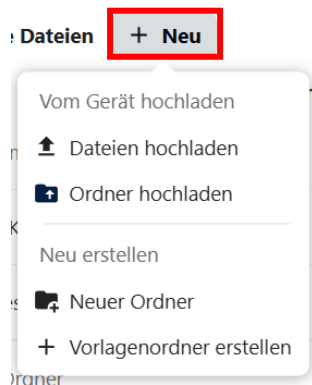 Dateien + Neu
Vom Gerät hochladen
Dateien hochladen
Ordner hochladen
Neu erstellen
Neuer Ordner
+ Vorlagenordner erstellen